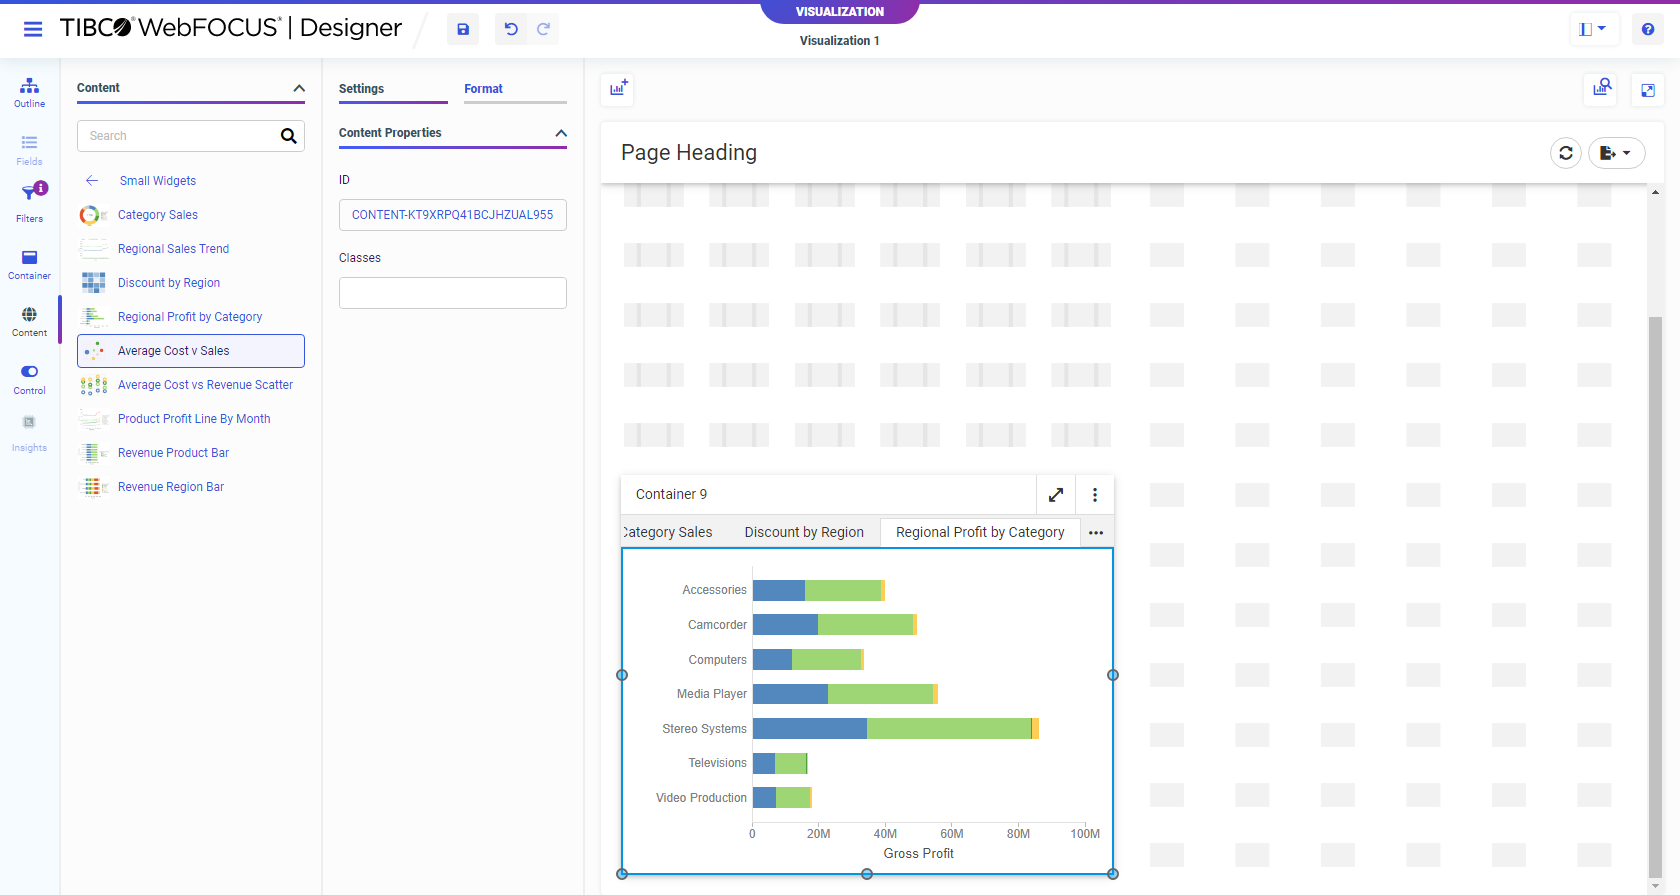 VISUALIZATION
TIBCO® WebFOCUS® | Designer
Visualization 1
Outline
Fields
Filters
Container
Content
Control
Insights
Content
Search
Small Widgets
Category Sales
Regional Sales Trend
Discount by Region
Regional Profit by Category
Average Cost v Sales
Average Cost vs Revenue Scatter
Product Profit Line By Month
Revenue Product Bar
Revenue Region Bar
Settings
Format
Content Properties
ID
CONTENT-KT9XRPQ41BCJHZUAL955
Classes
Page Heading
Container 9
Category Sales
Discount by Region
Regional Profit by Category
Accessories
Camcorder
Computers
Media Player
Stereo Systems
Televisions
Video Production
0 20M 40M 60M 80M 100M
Gross Profit